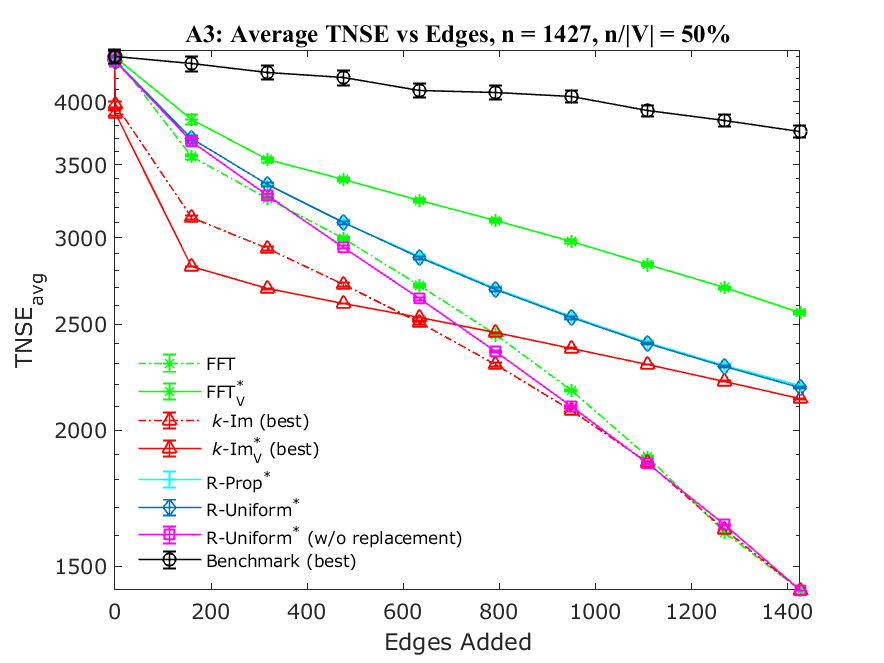 A3: Average TNSE vs Edges, n = 1427, n/|V| = 50%
TNSE_avg
4000
3500
3000
2500
2000
1500
FFT
FFT*_V
k-Im (best)
k-Im*_V (best)
R-Prop*
R-Uniform*
R-Uniform* (w/o replacement)
Benchmark (best)
0 200 400 600 800 1000 1200 1400
Edges Added